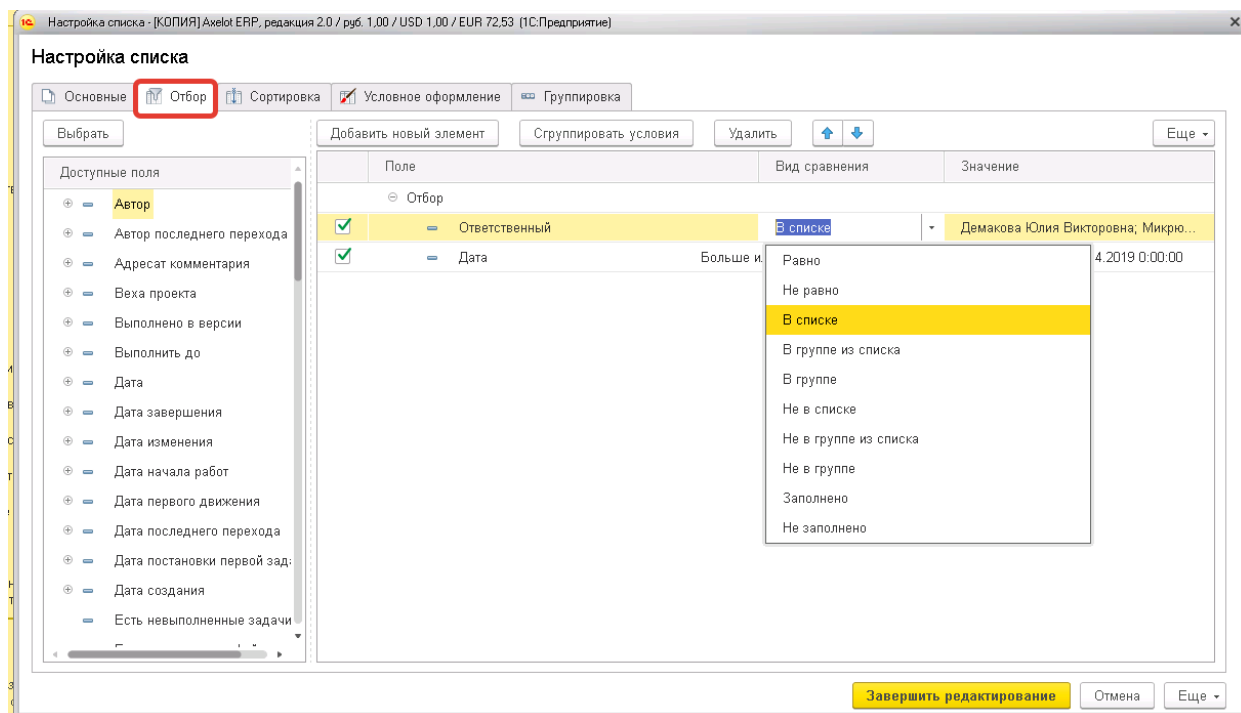 Настройка списка - [КОПИЯ] Axelot ERP, редакция 2.0 / руб. 1,00 / USD 1,00 / EUR 72,53 (1С:Предприятие)
Настройка списка
Основные Отбор Сортировка Условное оформление Группировка
Выбрать Добавить новый элемент Сгруппировать условия Удалить Еще
Доступные поля Поле Вид сравнения Значение
Отбор
Автор Ответственный В списке Демакова Юлия Викторовна; Микрю...
Автор последнего перехода Дата Больше и 4.2019 0:00:00
Адресат комментария Равно
Веха проекта Не равно
Выполнено в версии В списке
Выполнить до В группе из списка
Дата В группе
Дата завершения Не в списке
Дата изменения Не в группе из списка
Дата начала работ Не в группе
Дата первого движения Заполнено
Дата последнего перехода Не заполнено
Дата постановки первой зад
Дата создания
Есть невыполненные задачи
Завершить редактирование Отмена Еще